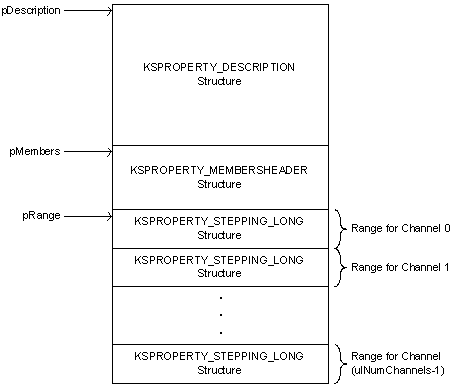 pDescription
KSPROPERTY_DESCRIPTION
Structure
pMembers
KSPROPERTY_MEMBERSHEADER
Structure
pRange
KSPROPERTY_STEPPING_LONG
Structure
Range for Channel 0
KSPROPERTY_STEPPING_LONG
Structure
Range for Channel 1
.
.
.
KSPROPERTY_STEPPING_LONG
Structure
Range for Channel
(ulNumChannels-1)